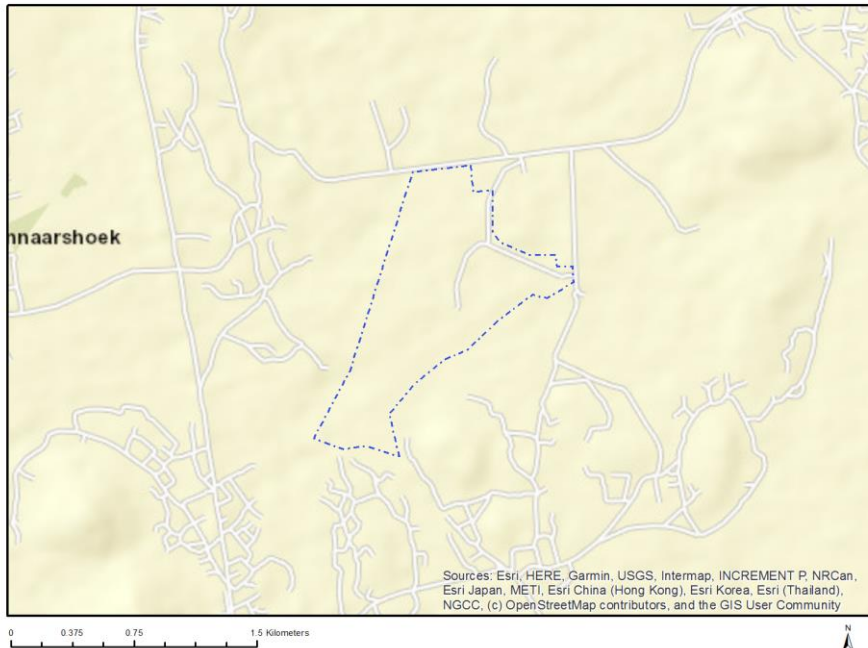 nnaarshoek
Sources: Esri, HERE, Garmin, USGS, Intermap, INCREMENT P, NRCan,
Esri Japan, METI, Esri China (Hong Kong), Esri Korea, Esri (Thailand),
NGCC, (c) OpenStreetMap contributors, and the GIS User Community
0 0.375 0.75 1.5 Kilometers
N